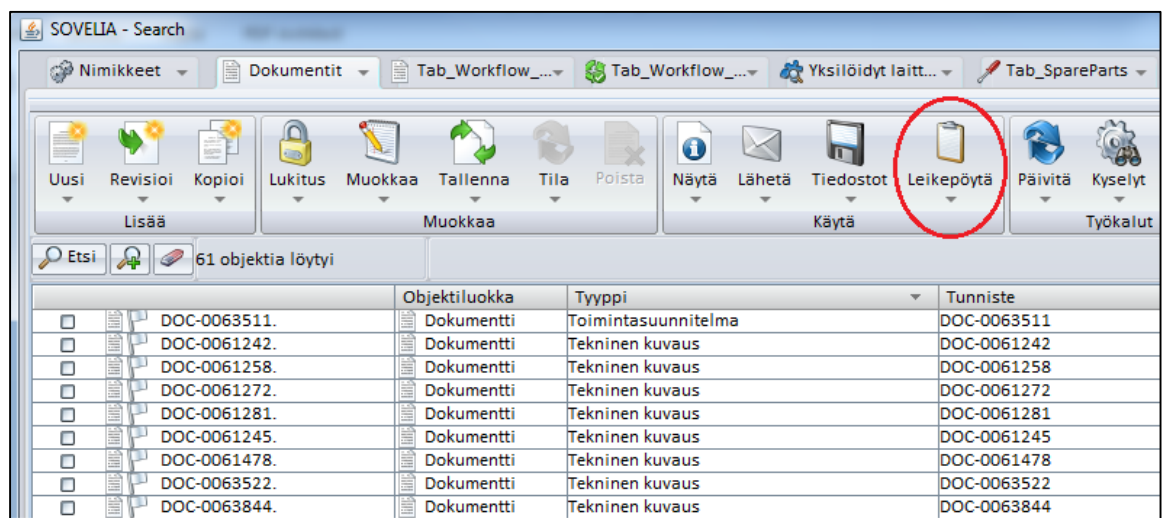 SOVELIA - Search
Nimikkeet Dokumentit Tab_Workflow_... Tab_Workflow_... Yksilöidyt laitt... Tab_SpareParts
Uusi Revisioi Kopioi Lukitus Muokkaa Tallenna Tila Poista Näytä Lähetä Tiedostot Leikepöytä Päivitä Kyselyt
Lisää Muokkaa Käytä Työkalut
Etsi 61 objektia löytyi
Objektiluokka Tyyppi Tunniste
DOC-0063511. Dokumentti Toimintasuunnitelma DOC-0063511
DOC-0061242. Dokumentti Tekninen kuvaus DOC-0061242
DOC-0061258. Dokumentti Tekninen kuvaus DOC-0061258
DOC-0061272. Dokumentti Tekninen kuvaus DOC-0061272
DOC-0061281. Dokumentti Tekninen kuvaus DOC-0061281
DOC-0061245. Dokumentti Tekninen kuvaus DOC-0061245
DOC-0061478. Dokumentti Tekninen kuvaus DOC-0061478
DOC-0063522. Dokumentti Tekninen kuvaus DOC-0063522
DOC-0063844. Dokumentti Tekninen kuvaus DOC-0063844